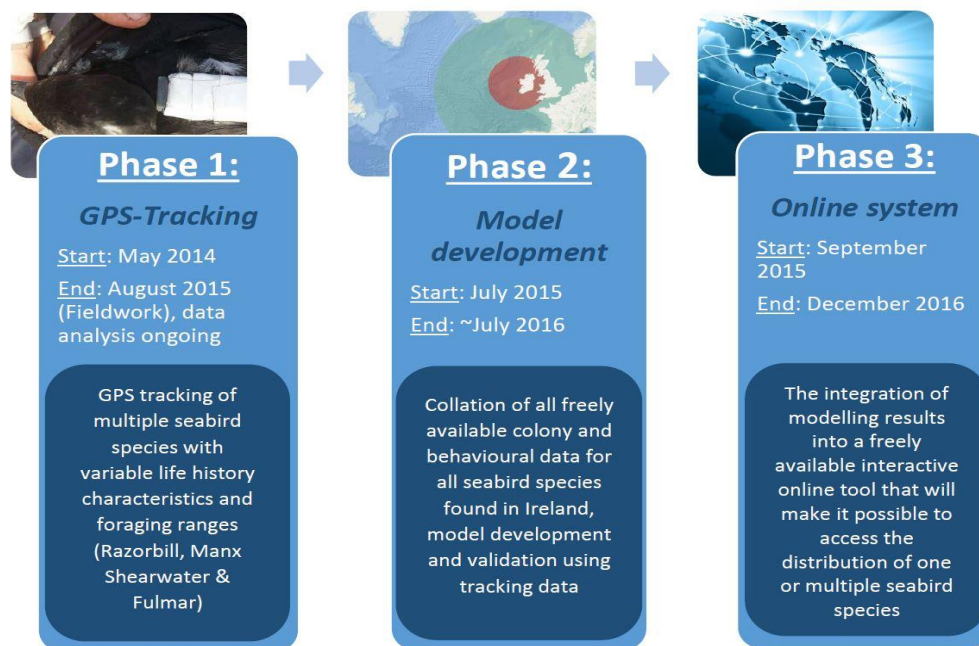 Phase 1:
GPS-Tracking
Start: May 2014
End: August 2015
(Fieldwork), data
analysis ongoing
GPS tracking of
multiple seabird
species with
variable life history
characteristics and
foraging ranges
(Razorbill, Manx
Shearwater &
Fulmar)
Phase 2:
Model
development
Start: July 2015
End: ~July 2016
Collation of all freely
available colony and
behavioural data for
all seabird species
found in Ireland,
model development
and validation using
tracking data
Phase 3:
Online system
Start: September
2015
End: December 2016
The integration of
modelling results
into a freely
available interactive
online tool that will
make it possible to
access the
distribution of one
or multiple seabird
species